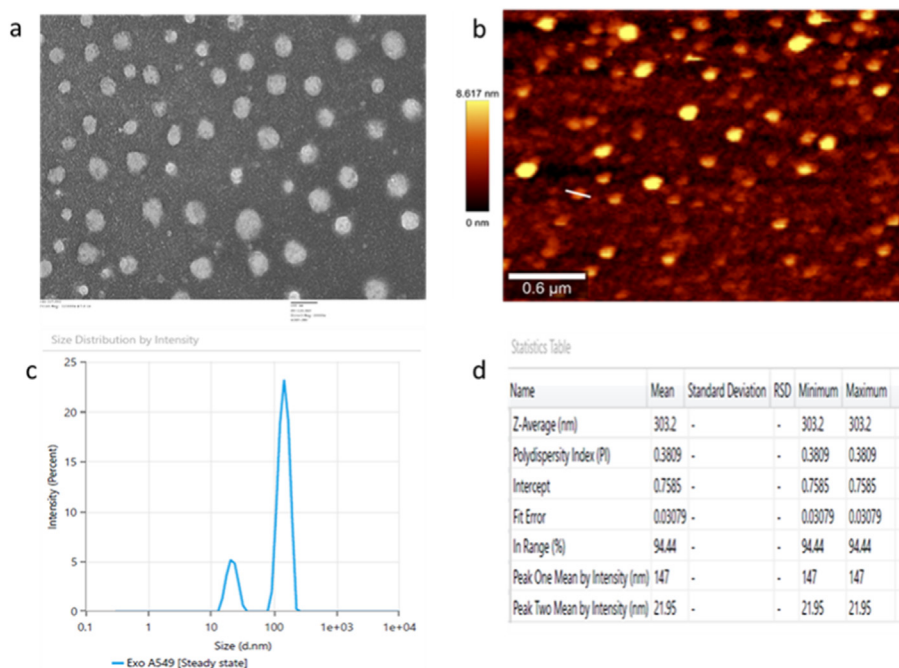 a
b
8.617 nm
0 nm
0.6 µm
Size Distribution by Intensity
c
25
20
15
10
5
0
Intensity (Percent)
0.1 1 10 100 1e+03 1e+04
Size (d.nm)
Exo A549 [Steady state]
Statistics Table
d
Name Mean Standard Deviation RSD Minimum Maximum
Z-Average (nm) 303.2 - - 303.2 303.2
Polydispersity Index (PI) 0.3809 - - 0.3809 0.3809
Intercept 0.7585 - - 0.7585 0.7585
Fit Error 0.03079 - - 0.03079 0.03079
In Range (%) 94.44 - - 94.44 94.44
Peak One Mean by Intensity (nm) 147 - - 147 147
Peak Two Mean by Intensity (nm) 21.95 - - 21.95 21.95